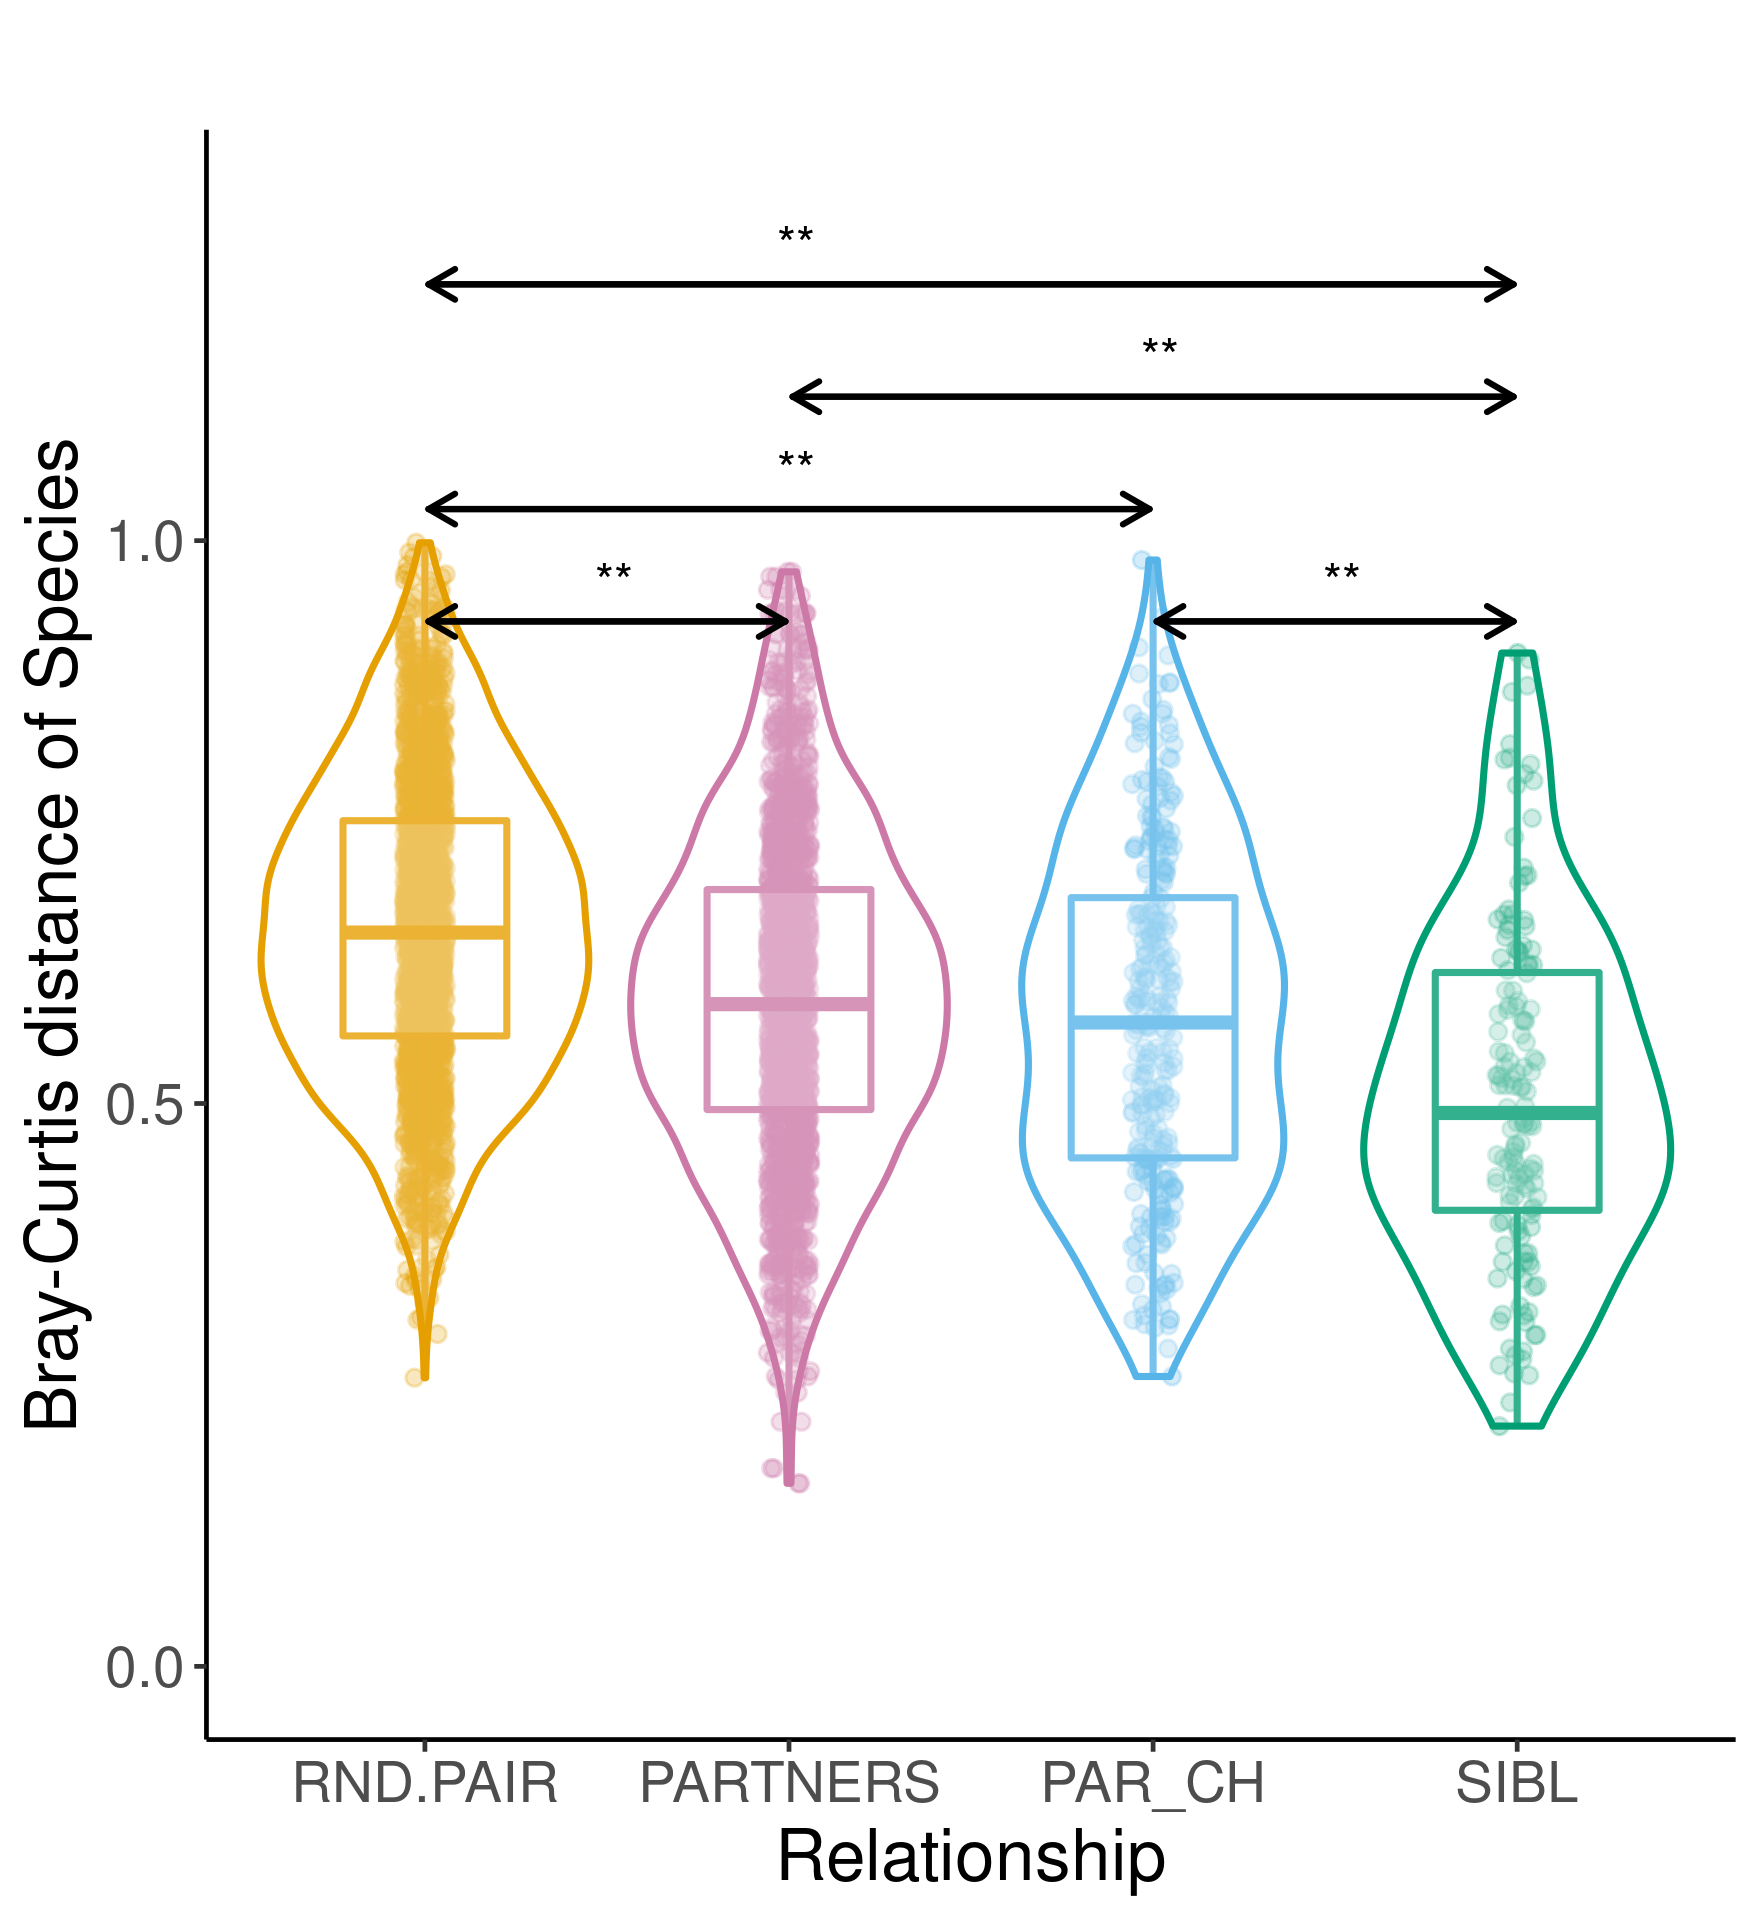 **
**
**
** **
Bray-Curtis distance of Species
1.0
0.5
0.0
RND.PAIR PARTNERS PAR_CH SIBL
Relationship